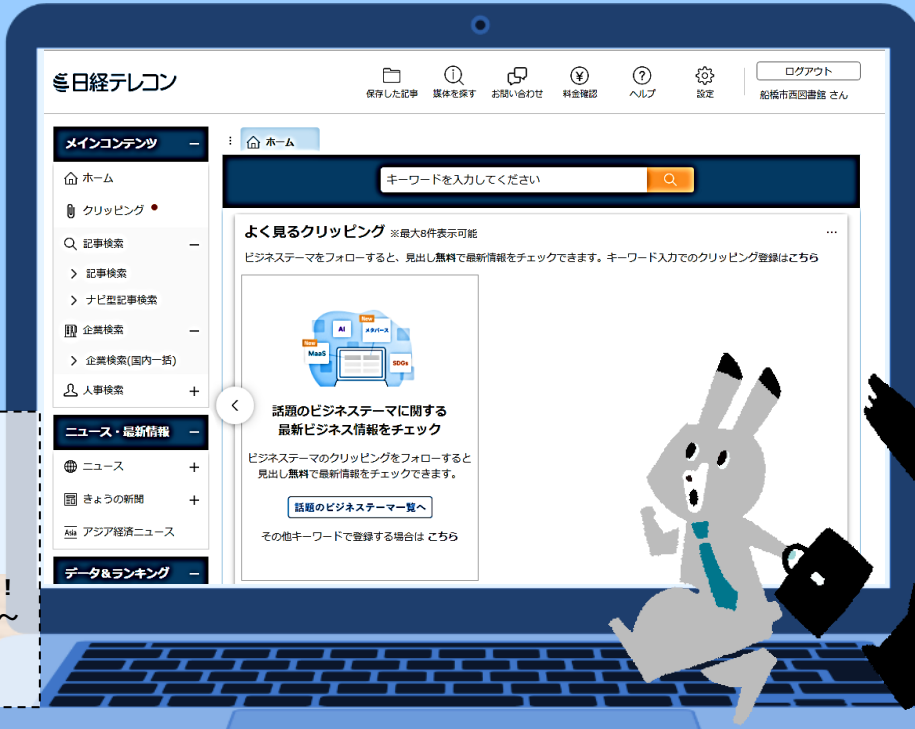 日経テレコン
保存した記事
媒体を探す
お問い合わせ
料金確認
ヘルプ
設定
ログアウト
船橋市西図書館 さん
メインコンテンツ
ホーム
クリッピング
記事検索
記事検索
ナビ型記事検索
企業検索
企業検索(国内一括)
人事検索
ニュース・最新情報
ニュース
きょうの新聞
Asia アジア経済ニュース
データ&ランキング
ホーム
キーワードを入力してください
よく見るクリッピング ※最大8件表示可能
ビジネステーマをフォローすると、見出し無料で最新情報をチェックできます。キーワード入力でのクリッピング登録はこちら
New
AI
メタバース
New
MaaS
SDGs
話題のビジネステーマに関する
最新ビジネス情報をチェック
ビジネステーマのクリッピングをフォローすると
見出し無料で最新情報をチェックできます。
話題のビジネステーマ一覧へ
その他キーワードで登録する場合は こちら
!
~